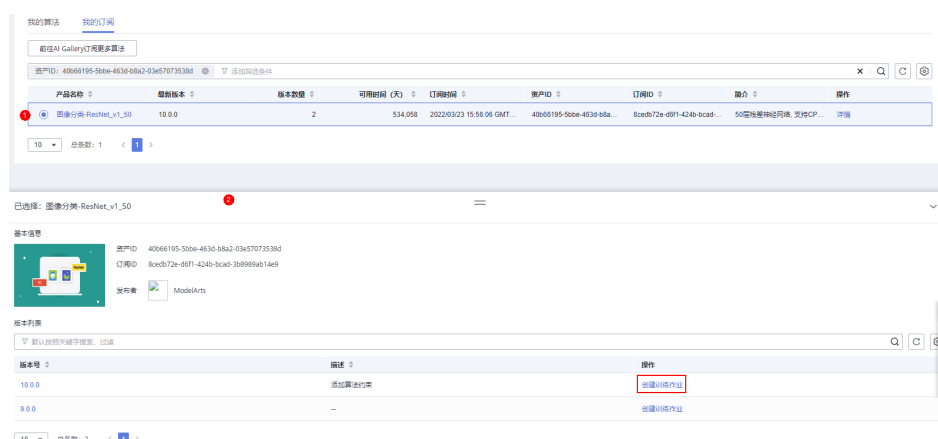 我的算法 我的订阅
前往AI Gallery订阅更多算法
资产ID: 40b66195-5bbe-463d-b8a2-03e57073538d 添加筛选条件
产品名称 最新版本 版本数量 可用时间 (天) 订阅时间 资产ID 订阅ID 简介 操作
1 图像分类-ResNet_v1_50 10.0.0 2 534,058 2022/03/23 15:56:06 GMT... 40b66195-5bbe-463d-b8a... 8cedb72e-d6f1-424b-bcad-... 50层残差神经网络, 支持CP... 详情
10 总条数: 1 < 1 >
已选择: 图像分类-ResNet_v1_50 2
基本信息
资产ID 40b66195-5bbe-463d-b8a2-03e57073538d
订阅ID 8cedb72e-d6f1-424b-bcad-3b8989ab14e9
发布者 ModelArts
版本列表
默认按照关键字搜索、过滤
版本号 描述 操作
10.0.0 添加算法约束 创建训练作业
9.0.0 -- 创建训练作业
10 总条数: 2 < 1 >